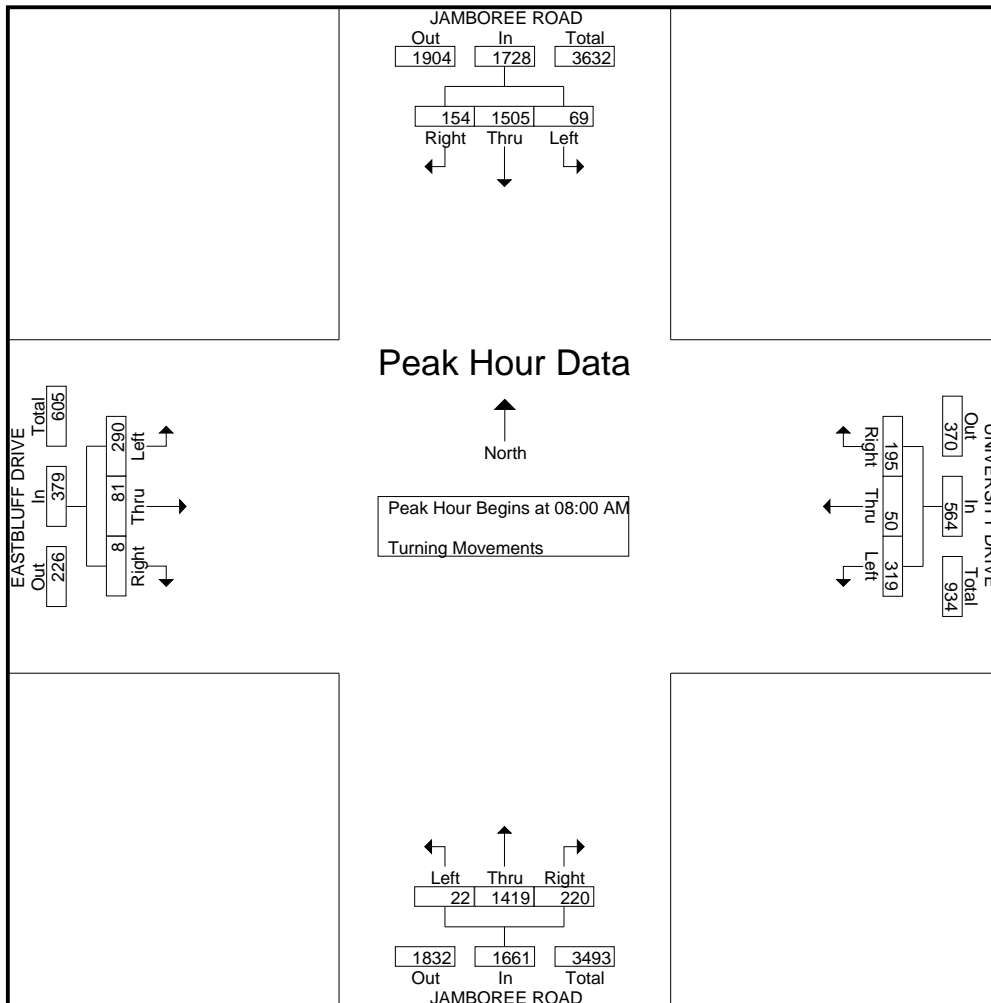 JAMBOREE ROAD
Out In Total
1904 1728 3632
154 1505 69
Right Thru Left
Peak Hour Data
North
Peak Hour Begins at 08:00 AM
Turning Movements
EASTBLUFF DRIVE
Out In Total
226 379 605
290 81 8
Left Thru Right
UNIVERSITY DRIVE
Out In Total
370 564 934
195 50 319
Right Thru Left
Left Thru Right
22 1419 220
1832 1661 3493
Out In Total
JAMBOREE ROAD